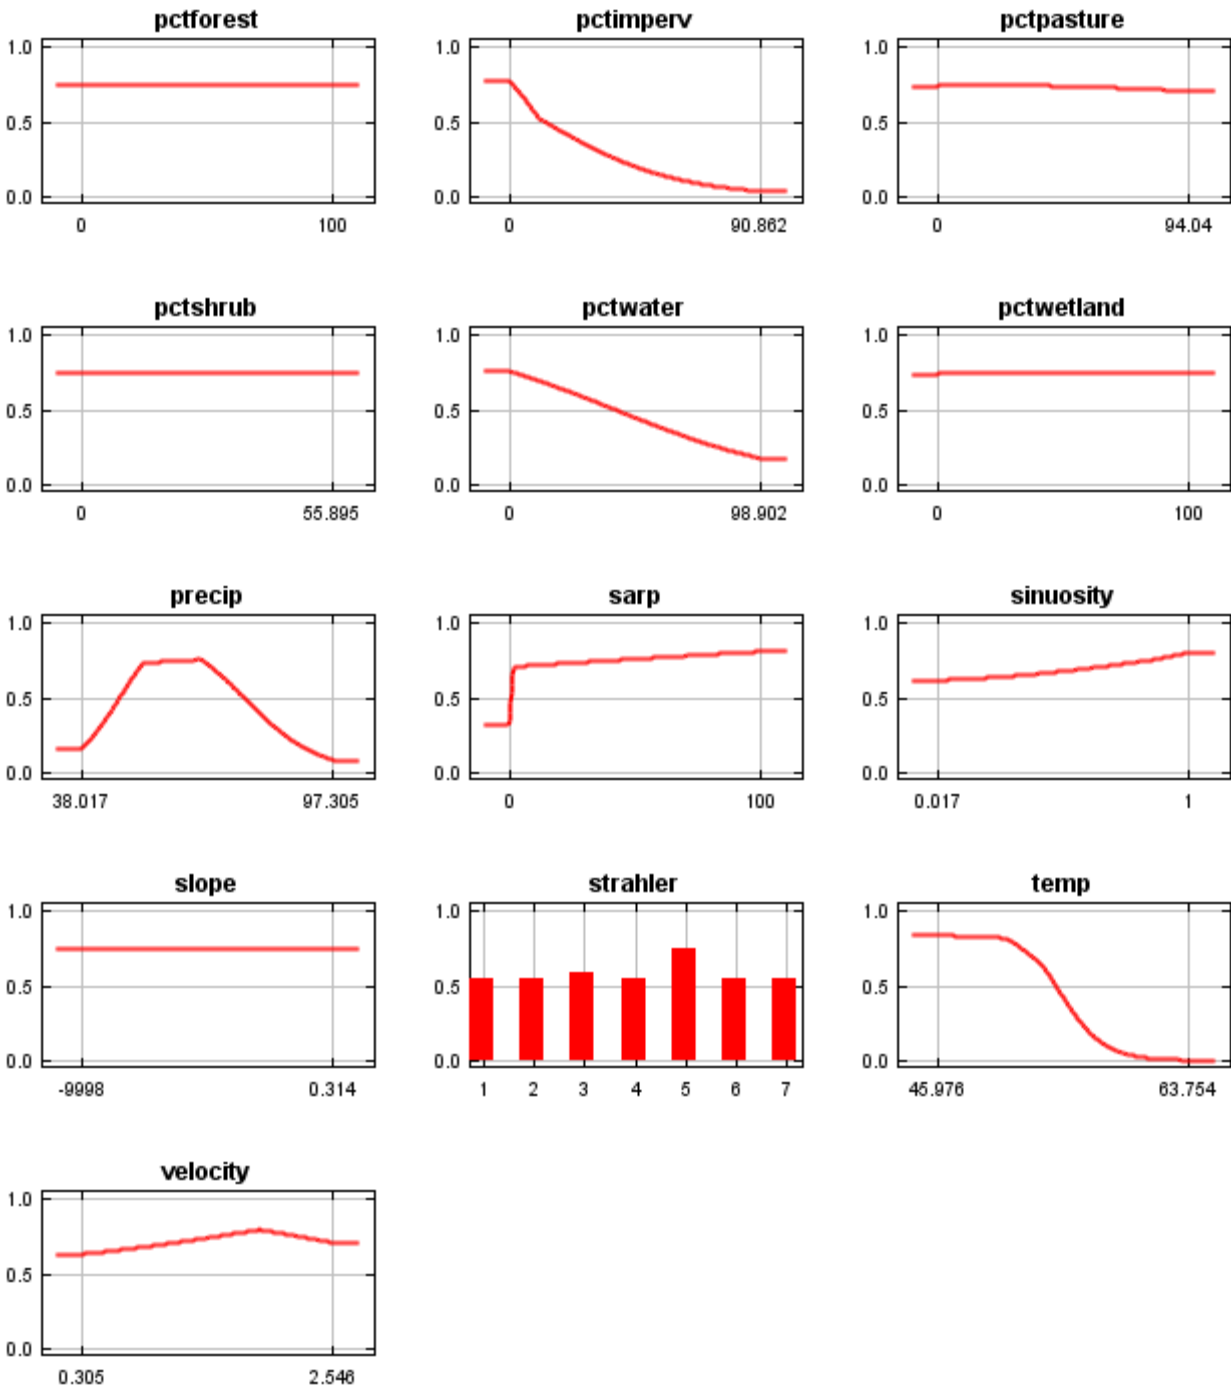 pctforest pctimperv pctpasture
1.0 1.0 1.0
0.5 0.5 0.5
0.0 0.0 0.0
0 100 0 90.862 0 94.04
pctshrub pctwater pctwetland
1.0 1.0 1.0
0.5 0.5 0.5
0.0 0.0 0.0
0 55.895 0 98.902 0 100
precip sarp sinuosity
1.0 1.0 1.0
0.5 0.5 0.5
0.0 0.0 0.0
38.017 97.305 0 100 0.017 1
slope strahler temp
1.0 1.0 1.0
0.5 0.5 0.5
0.0 0.0 0.0
-9998 0.314 1 2 3 4 5 6 7 45.976 63.754
velocity
1.0
0.5
0.0
0.305 2.546